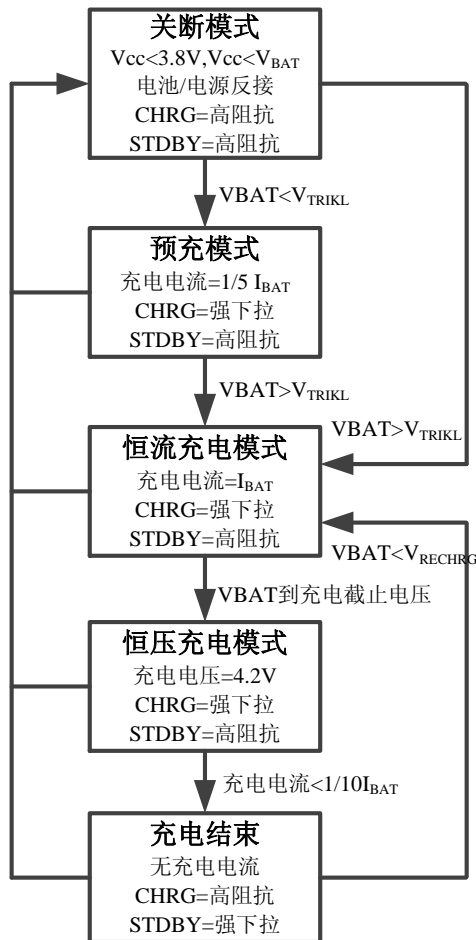 关断模式
Vcc<3.8V,Vcc<VBAT
电池/电源反接
CHRG=高阻抗
STDBY=高阻抗
VBAT<VTRIKL
预充模式
充电电流=1/5 IBAT
CHRG=强下拉
STDBY=高阻抗
VBAT>VTRIKL
VBAT>VTRIKL
恒流充电模式
充电电流=IBAT
CHRG=强下拉
STDBY=高阻抗
VBAT<VRECHRG
VBAT到充电截止电压
恒压充电模式
充电电压=4.2V
CHRG=强下拉
STDBY=高阻抗
充电电流<1/10IBAT
充电结束
无充电电流
CHRG=高阻抗
STDBY=强下拉